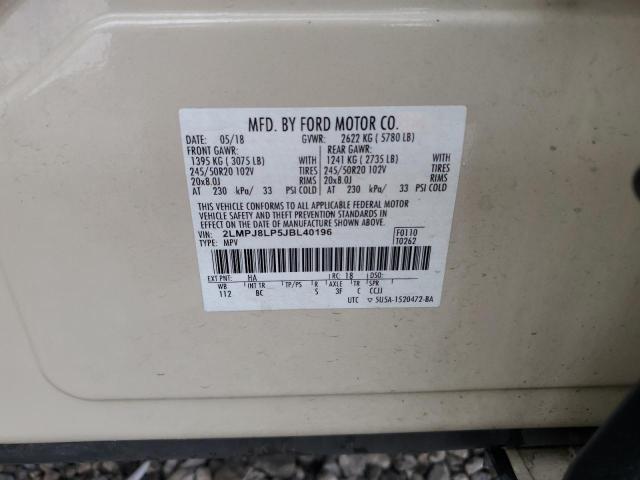 MFD. BY FORD MOTOR CO.
DATE: 05/18 GVWR: 2622 KG ( 5780 LB)
FRONT GAWR: REAR GAWR:
1395 KG ( 3075 LB) WITH 1241 KG ( 2735 LB) WITH
245/50R20 102V TIRES 245/50R20 102V TIRES
20x8.0J RIMS 20x8.0J RIMS
AT 230 kPa/ 33 PSI COLD AT 230 kPa/ 33 PSI COLD
THIS VEHICLE CONFORMS TO ALL APPLICABLE FEDERAL MOTOR
VEHICLE SAFETY AND THEFT PREVENTION STANDARDS IN
EFFECT ON THE DATE OF MANUFACTURE SHOWN ABOVE.
VIN: 2LMPJ8LP5JBL40196 F0110
TYPE: MPV T0262
EXT PNT: HA RC: 18 DSO:
WB INT TR TP/PS R AXLE TR SPR
112 BC S 3F C CCJJ
UTC 5U5A-1520472-BA